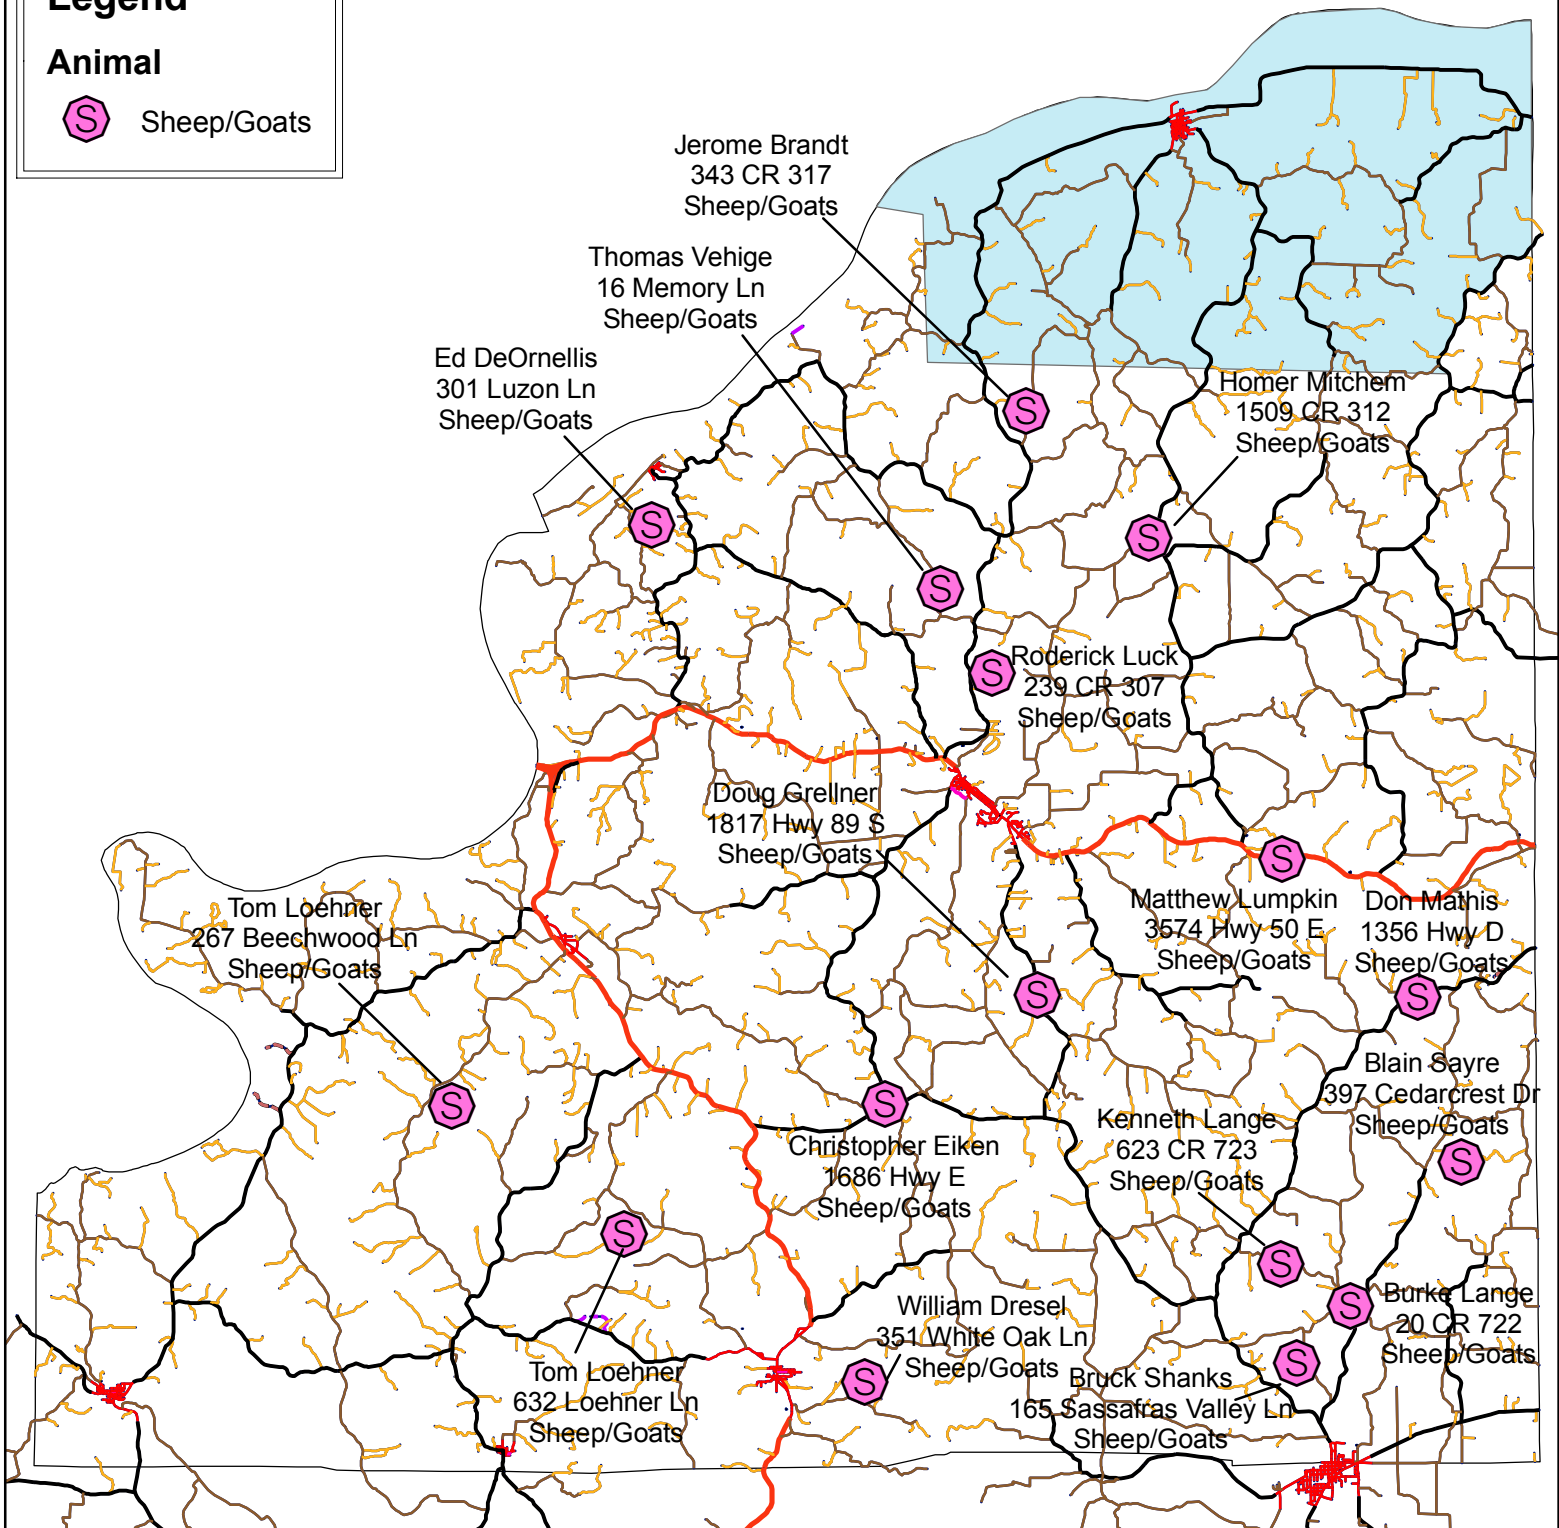 Legend
Animal
S Sheep/Goats
Jerome Brandt
343 CR 317
Sheep/Goats
Thomas Vehige
16 Memory Ln
Sheep/Goats
Ed DeOrnellis
301 Luzon Ln
Sheep/Goats
Homer Mitchem
1509 CR 312
Sheep/Goats
S
S
S
S
Roderick Luck
239 CR 307
Sheep/Goats
S
Doug Grellner
1817 Hwy 89 S
Sheep/Goats
S
Matthew Lumpkin
3574 Hwy 50 E
Sheep/Goats
Don Mathis
1356 Hwy D
Sheep/Goats
Tom Loehner
267 Beechwood Ln
Sheep/Goats
S
S
Blain Sayre
397 Cedarcrest Dr
Sheep/Goats
S
S
Christopher Eiken
1686 Hwy E
Sheep/Goats
Kenneth Lange
623 CR 723
Sheep/Goats
S
S
S
S
Burke Lange
20 CR 722
Sheep/Goats
William Dresel
351 White Oak Ln
Sheep/Goats
S
S
Tom Loehner
632 Loehner Ln
Sheep/Goats
Bruck Shanks
165 Sassafras Valley Ln
Sheep/Goats